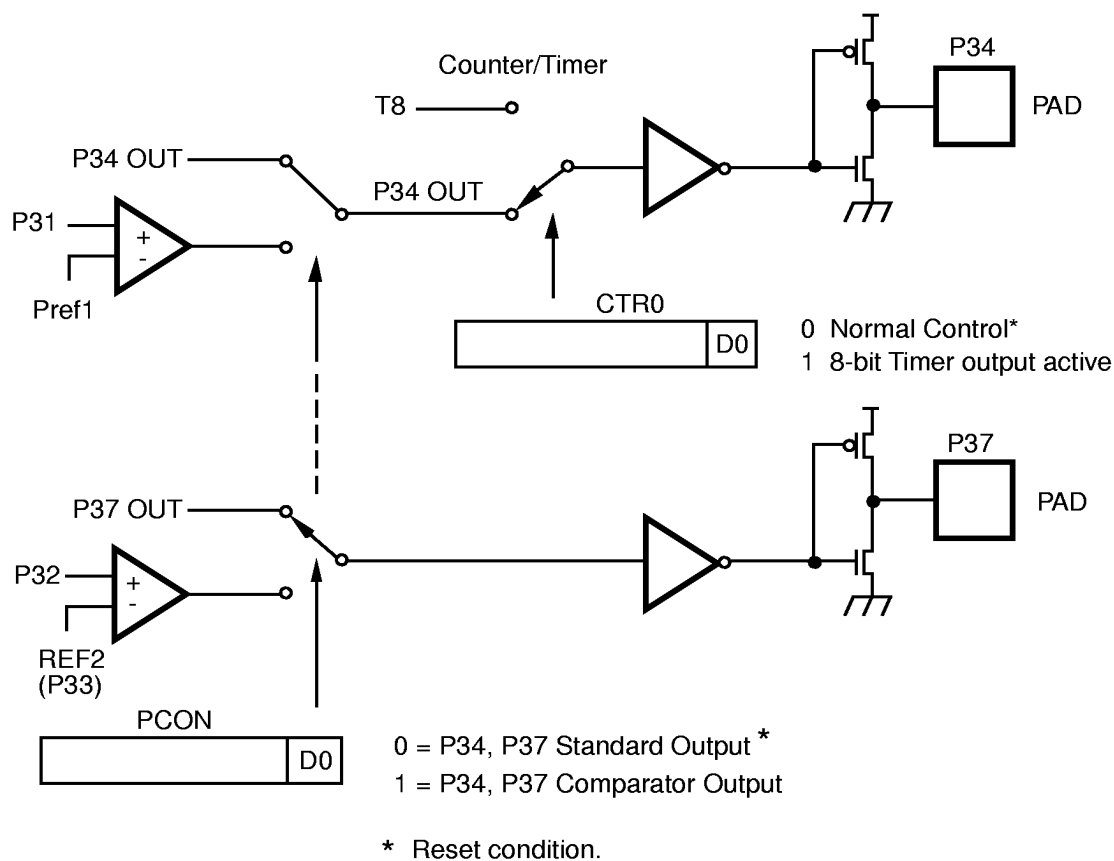 P34
Counter/Timer
T8
PAD
P34 OUT
P34 OUT
P31
+
-
Pref1
CTR0
D0
0 Normal Control*
1 8-bit Timer output active
P37
P37 OUT
PAD
P32
+
-
REF2
(P33)
PCON
D0
0 = P34, P37 Standard Output *
1 = P34, P37 Comparator Output
* Reset condition.